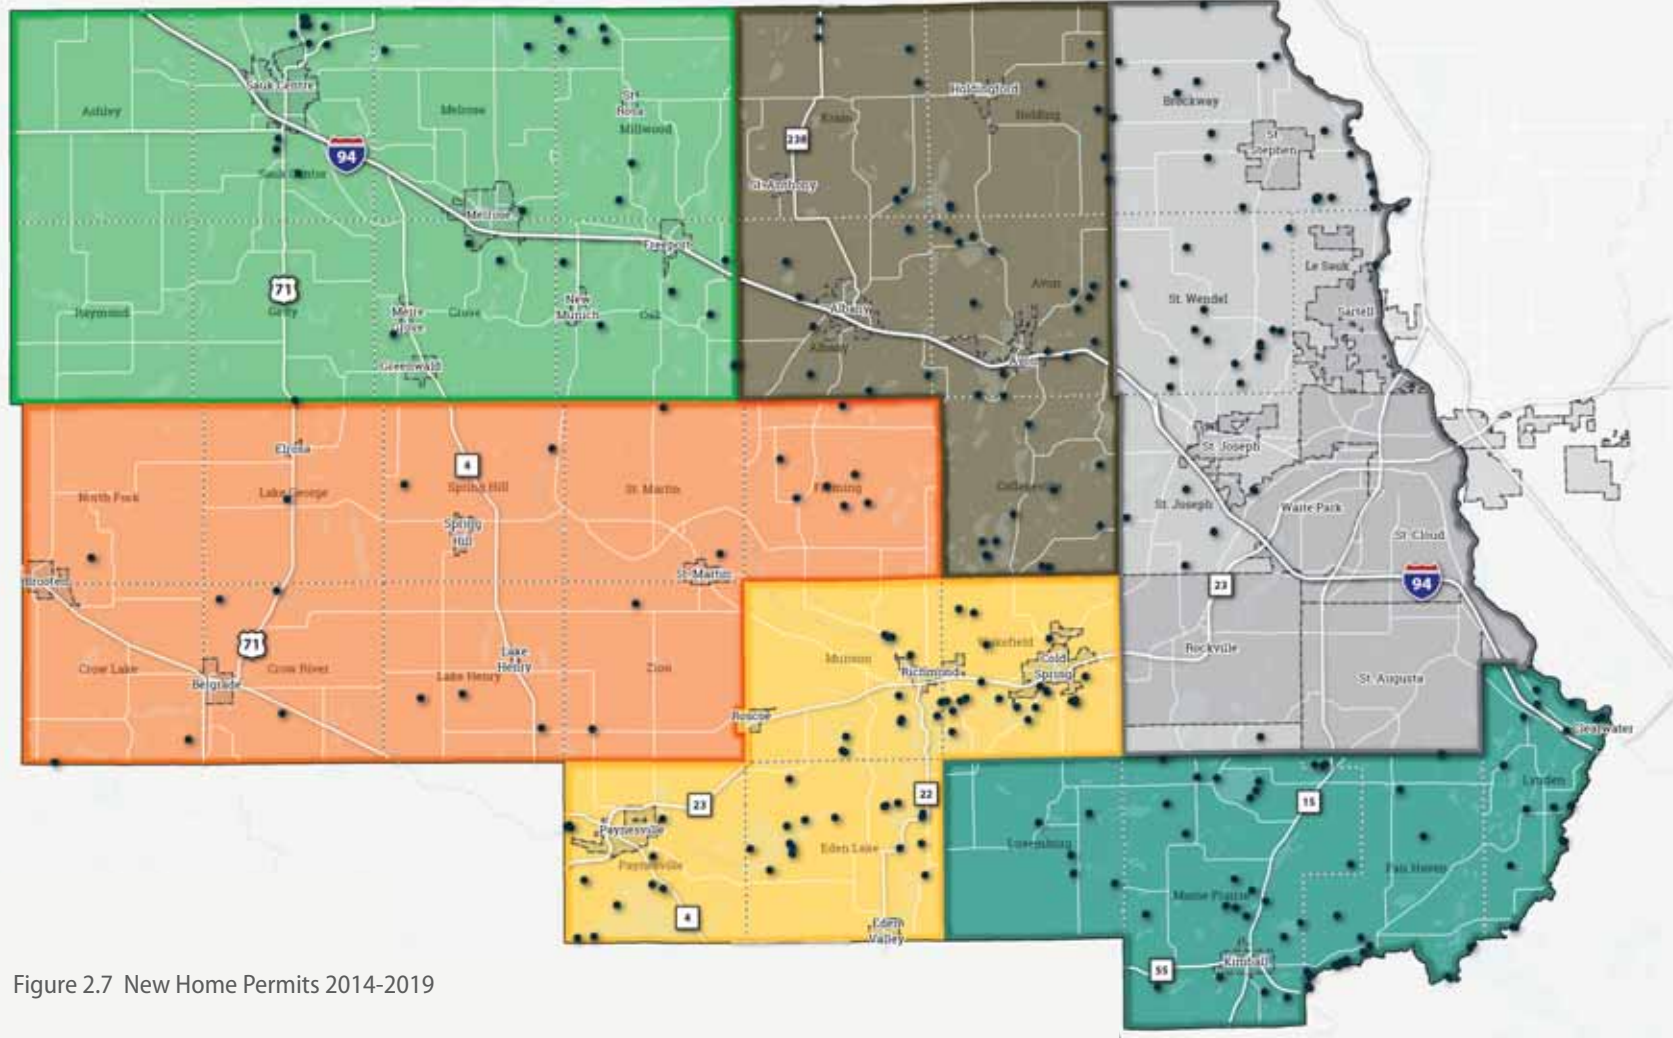 Ashley
Sauk Centre
Melrose
St.
Rosa
Millwood
94
Melrose
Freeport
71
Raymond
Getty
Meire
Grove
Grove
New
Munich
Oak
Greenwald
Krain
Holdingford
Holding
238
St. Anthony
Albany
Albany
Avon
Collegeville
Brockway
St.
Stephen
St. Wendel
Le Sauk
Sartell
St. Joseph
St. Joseph
Waite Park
St. Cloud
23
94
Rockville
St. Augusta
Elrosa
4
North Fork
Lake George
Spring Hill
St. Martin
Farming
Spring
Hill
St. Martin
Brooten
71
Crow Lake
Crow River
Belgrade
Lake
Henry
Lake Henry
Zion
Roscoe
Munson
Richmond
Wakefield
Cold
Spring
23
22
Paynesville
Paynesville
Eden Lake
4
Eden
Valley
Clearwater
Lynden
15
Luxemburg
Maine Prairie
Fair Haven
55
Kimball
Figure 2.7 New Home Permits 2014-2019